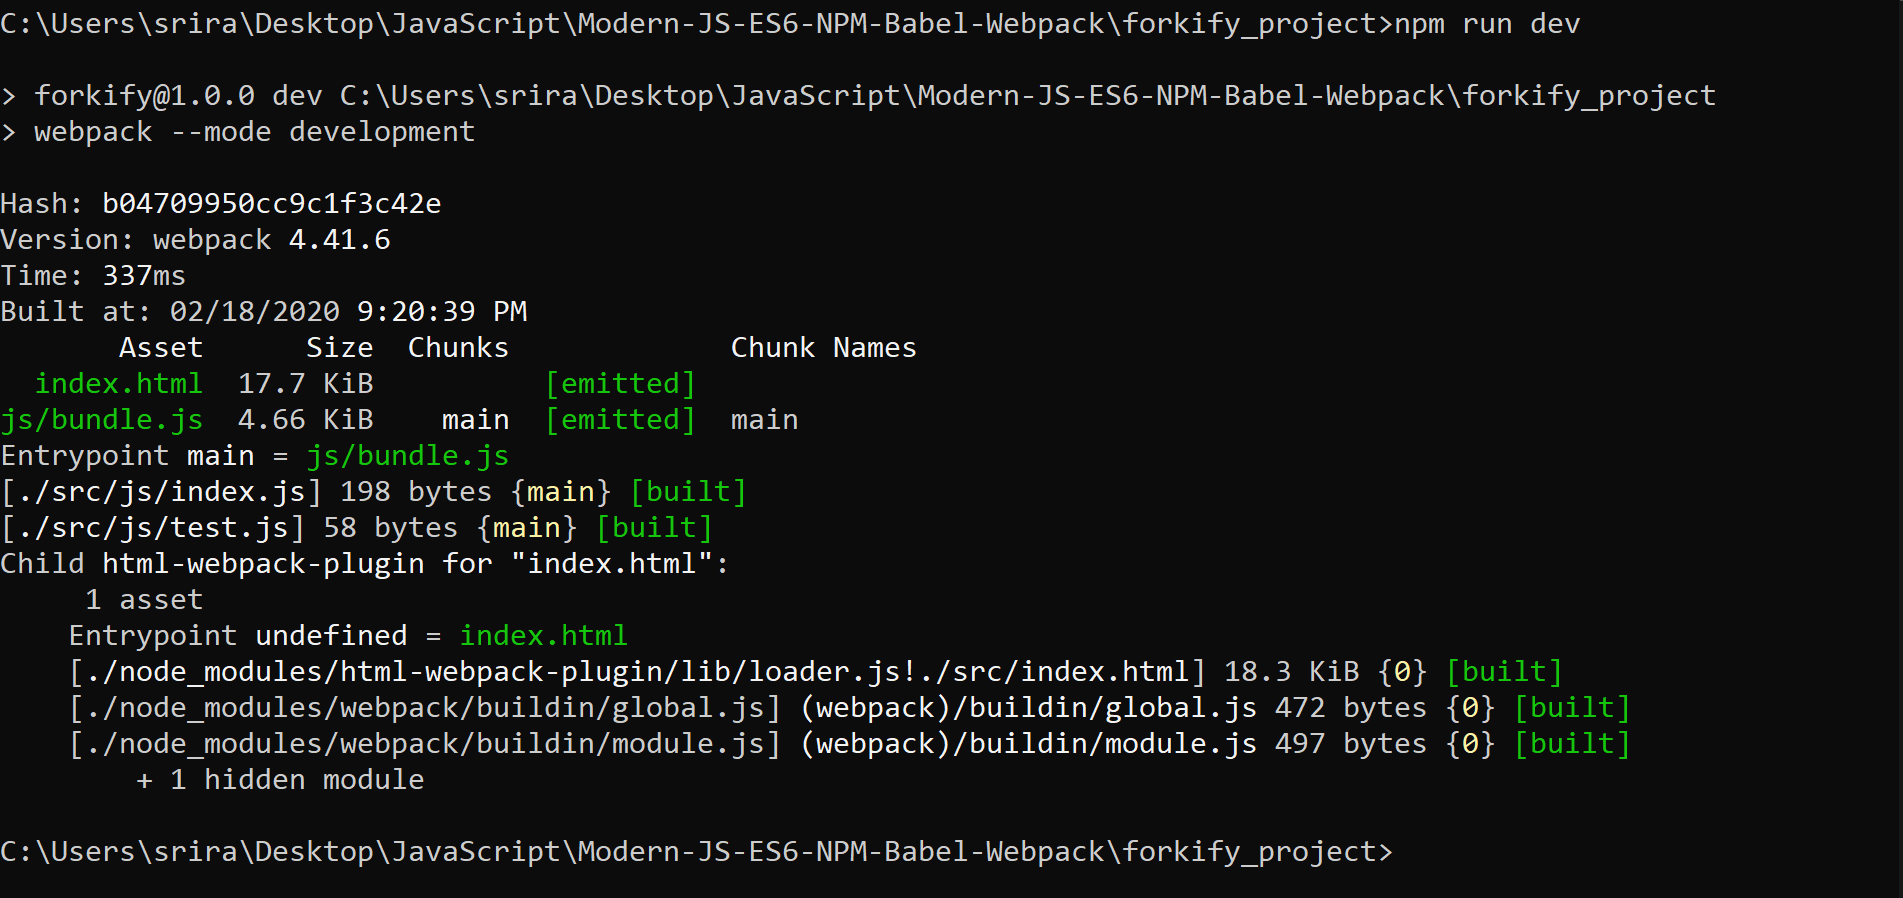 C:\Users\srira\Desktop\JavaScript\Modern-JS-ES6-NPM-Babel-Webpack\forkify_project>npm run dev
> forkify@1.0.0 dev C:\Users\srira\Desktop\JavaScript\Modern-JS-ES6-NPM-Babel-Webpack\forkify_project
> webpack --mode development
Hash: b04709950cc9c1f3c42e
Version: webpack 4.41.6
Time: 337ms
Built at: 02/18/2020 9:20:39 PM
Asset Size Chunks Chunk Names
index.html 17.7 KiB [emitted]
js/bundle.js 4.66 KiB main [emitted] main
Entrypoint main = js/bundle.js
[./src/js/index.js] 198 bytes {main} [built]
[./src/js/test.js] 58 bytes {main} [built]
Child html-webpack-plugin for "index.html":
1 asset
Entrypoint undefined = index.html
[./node_modules/html-webpack-plugin/lib/loader.js!./src/index.html] 18.3 KiB {0} [built]
[./node_modules/webpack/buildin/global.js] (webpack)/buildin/global.js 472 bytes {0} [built]
[./node_modules/webpack/buildin/module.js] (webpack)/buildin/module.js 497 bytes {0} [built]
+ 1 hidden module
C:\Users\srira\Desktop\JavaScript\Modern-JS-ES6-NPM-Babel-Webpack\forkify_project>